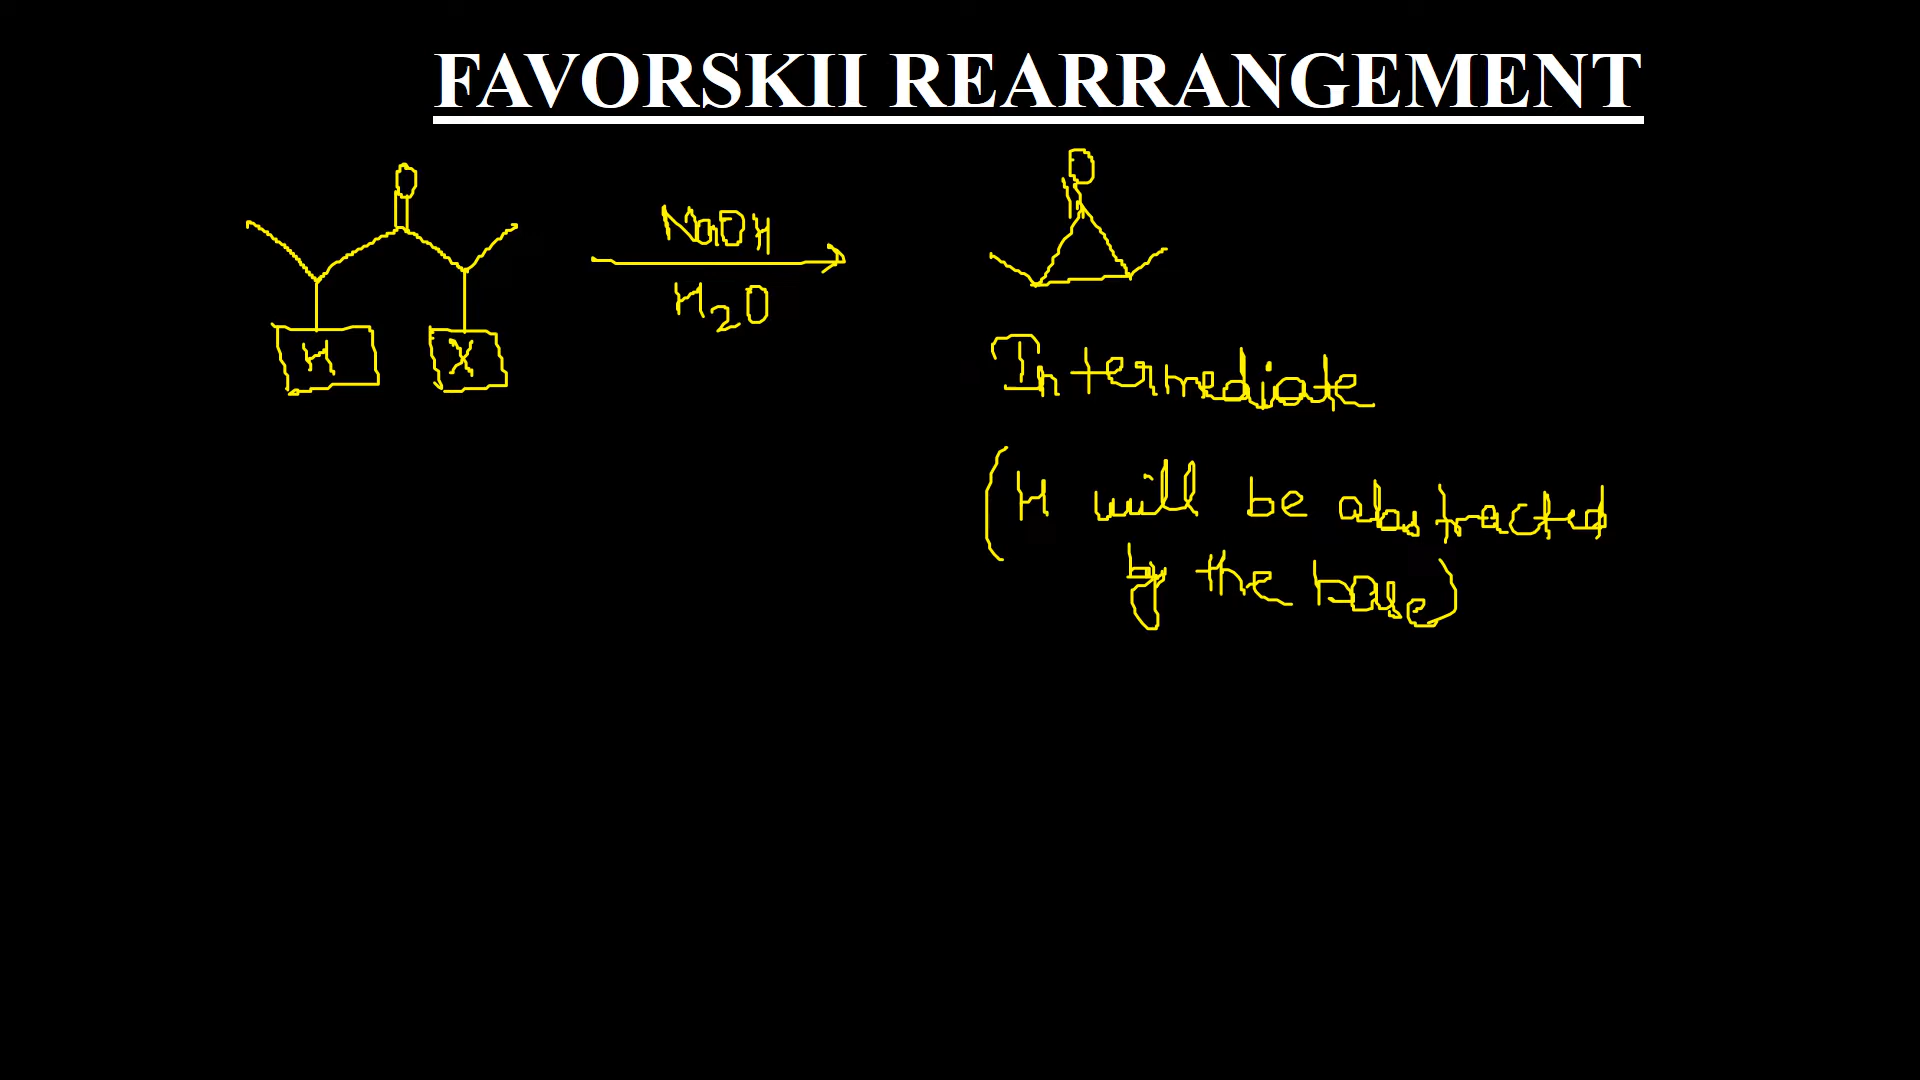 FAVORSKII REARRANGEMENT
O
O
NaOH
H2O
H
X
Intermediate
(H will be abstracted
by the base)